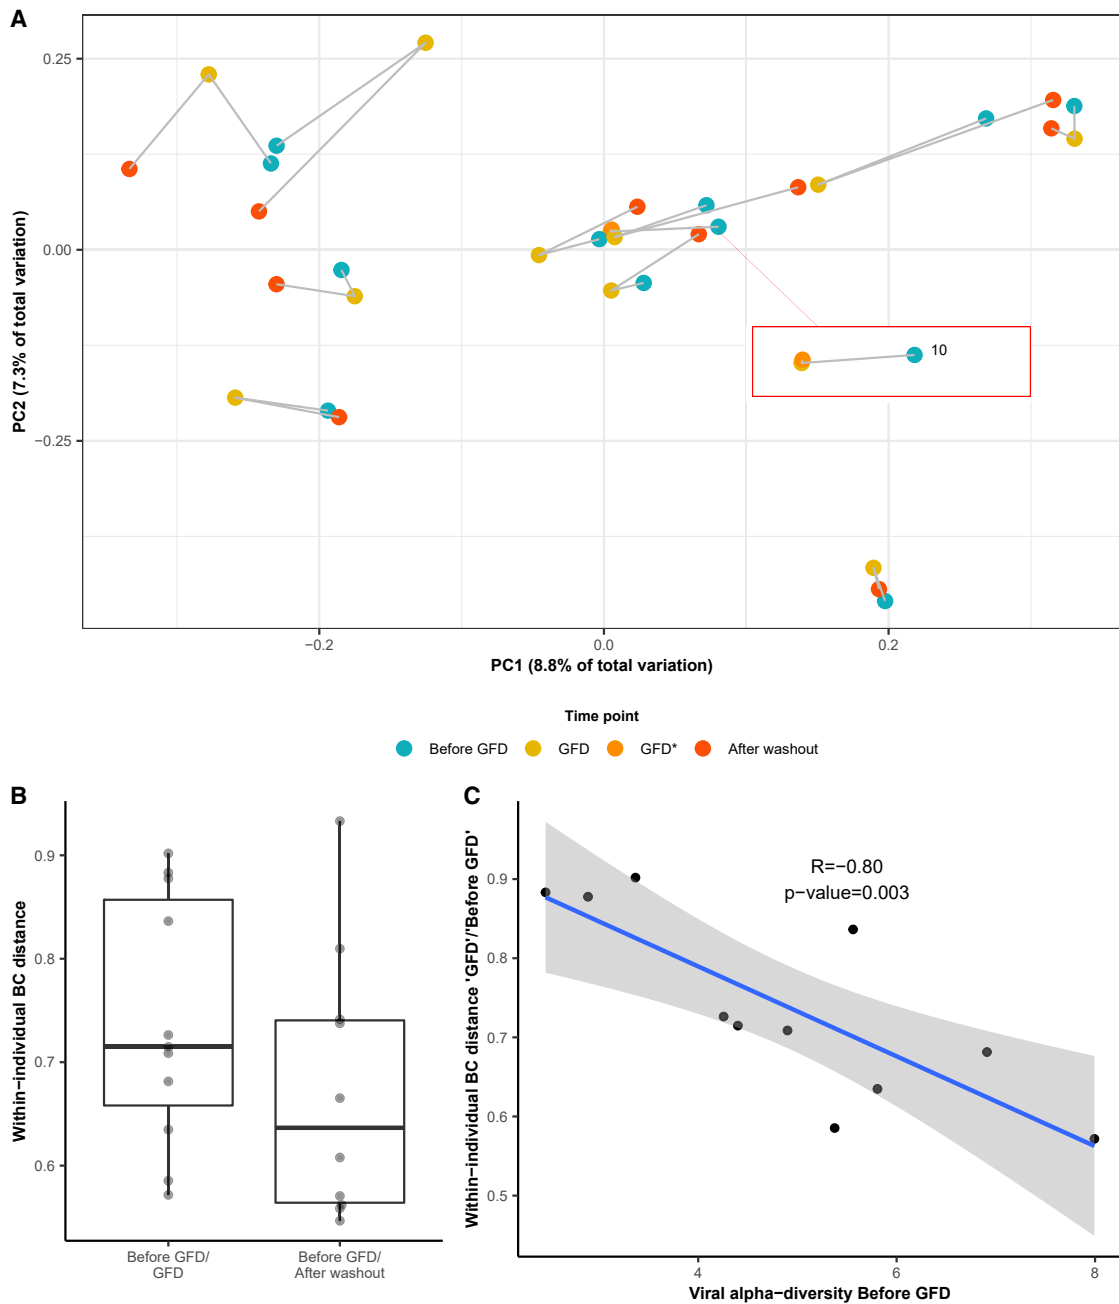 A
0.25
0.00
−0.25
PC2 (7.3% of total variation)
10
−0.2
0.0
0.2
PC1 (8.8% of total variation)
Time point
Before GFD
GFD
GFD*
After washout
B
0.9
0.8
0.7
0.6
Within−individual BC distance
Before GFD/
GFD
Before GFD/
After washout
C
0.9
0.8
0.7
0.6
0.5
Within−individual BC distance 'GFD'/'Before GFD'
R=−0.80
p−value=0.003
4
6
8
Viral alpha−diversity Before GFD